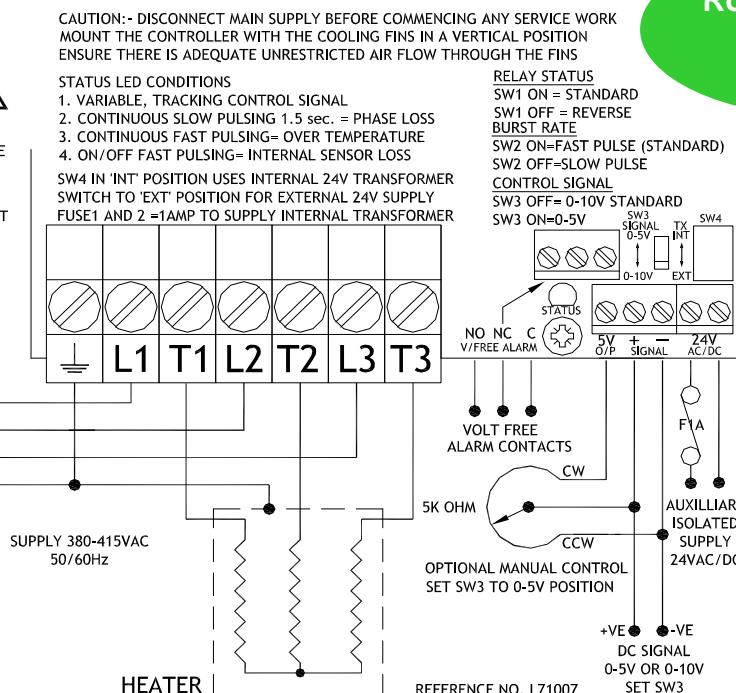 Ro
CAUTION:- DISCONNECT MAIN SUPPLY BEFORE COMMENCING ANY SERVICE WORK
MOUNT THE CONTROLLER WITH THE COOLING FINS IN A VERTICAL POSITION
ENSURE THERE IS ADEQUATE UNRESTRICTED AIR FLOW THROUGH THE FINS
STATUS LED CONDITIONS
1. VARIABLE, TRACKING CONTROL SIGNAL
2. CONTINUOUS SLOW PULSING 1.5 sec. = PHASE LOSS
3. CONTINUOUS FAST PULSING= OVER TEMPERATURE
4. ON/OFF FAST PULSING= INTERNAL SENSOR LOSS
SW4 IN 'INT' POSITION USES INTERNAL 24V TRANSFORMER
SWITCH TO 'EXT' POSITION FOR EXTERNAL 24V SUPPLY
FUSE1 AND 2 =1AMP TO SUPPLY INTERNAL TRANSFORMER
RELAY STATUS
SW1 ON = STANDARD
SW1 OFF = REVERSE
BURST RATE
SW2 ON=FAST PULSE (STANDARD)
SW2 OFF=SLOW PULSE
CONTROL SIGNAL
SW3 OFF= 0-10V STANDARD
SW3 ON=0-5V
SW3
SIGNAL
0-5V
0-10V
TX
INT
EXT
SW4
STATUS
L1 T1 L2 T2 L3 T3
NO NC C
V/FREE ALARM
5V
O/P
+ −
SIGNAL
24V
AC/DC
F1A
VOLT FREE
ALARM CONTACTS
CW
5K OHM
CCW
AUXILLIAR
ISOLATED
SUPPLY
24VAC/DC
OPTIONAL MANUAL CONTROL
SET SW3 TO 0-5V POSITION
SUPPLY 380-415VAC
50/60Hz
+VE -VE
DC SIGNAL
0-5V OR 0-10V
SET SW3
HEATER
REFERENCE NO. L71007